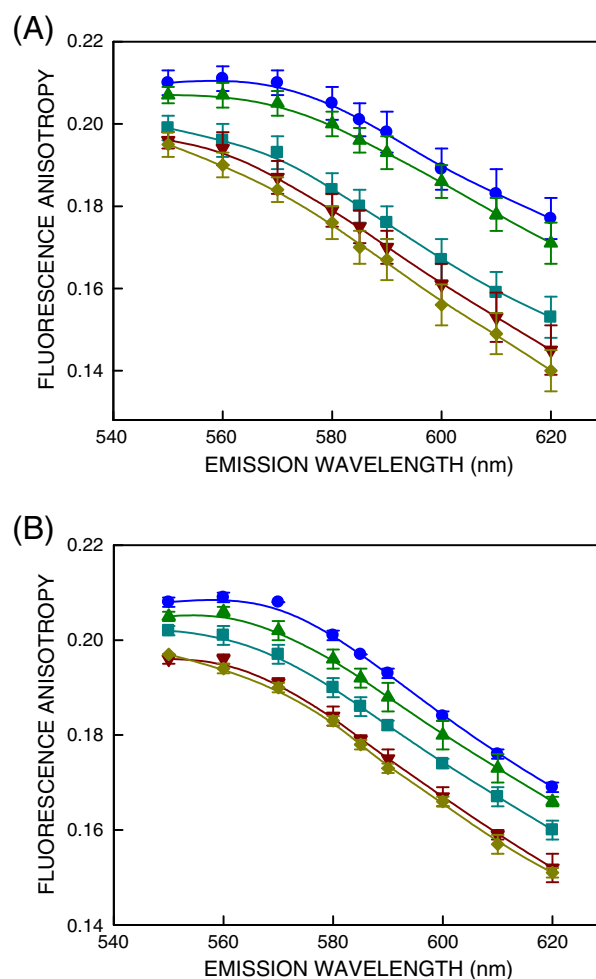 (A)
0.22
0.20
0.18
0.16
0.14
FLUORESCENCE ANISOTROPY
540 560 580 600 620
EMISSION WAVELENGTH (nm)
(B)
0.22
0.20
0.18
0.16
0.14
FLUORESCENCE ANISOTROPY
540 560 580 600 620
EMISSION WAVELENGTH (nm)